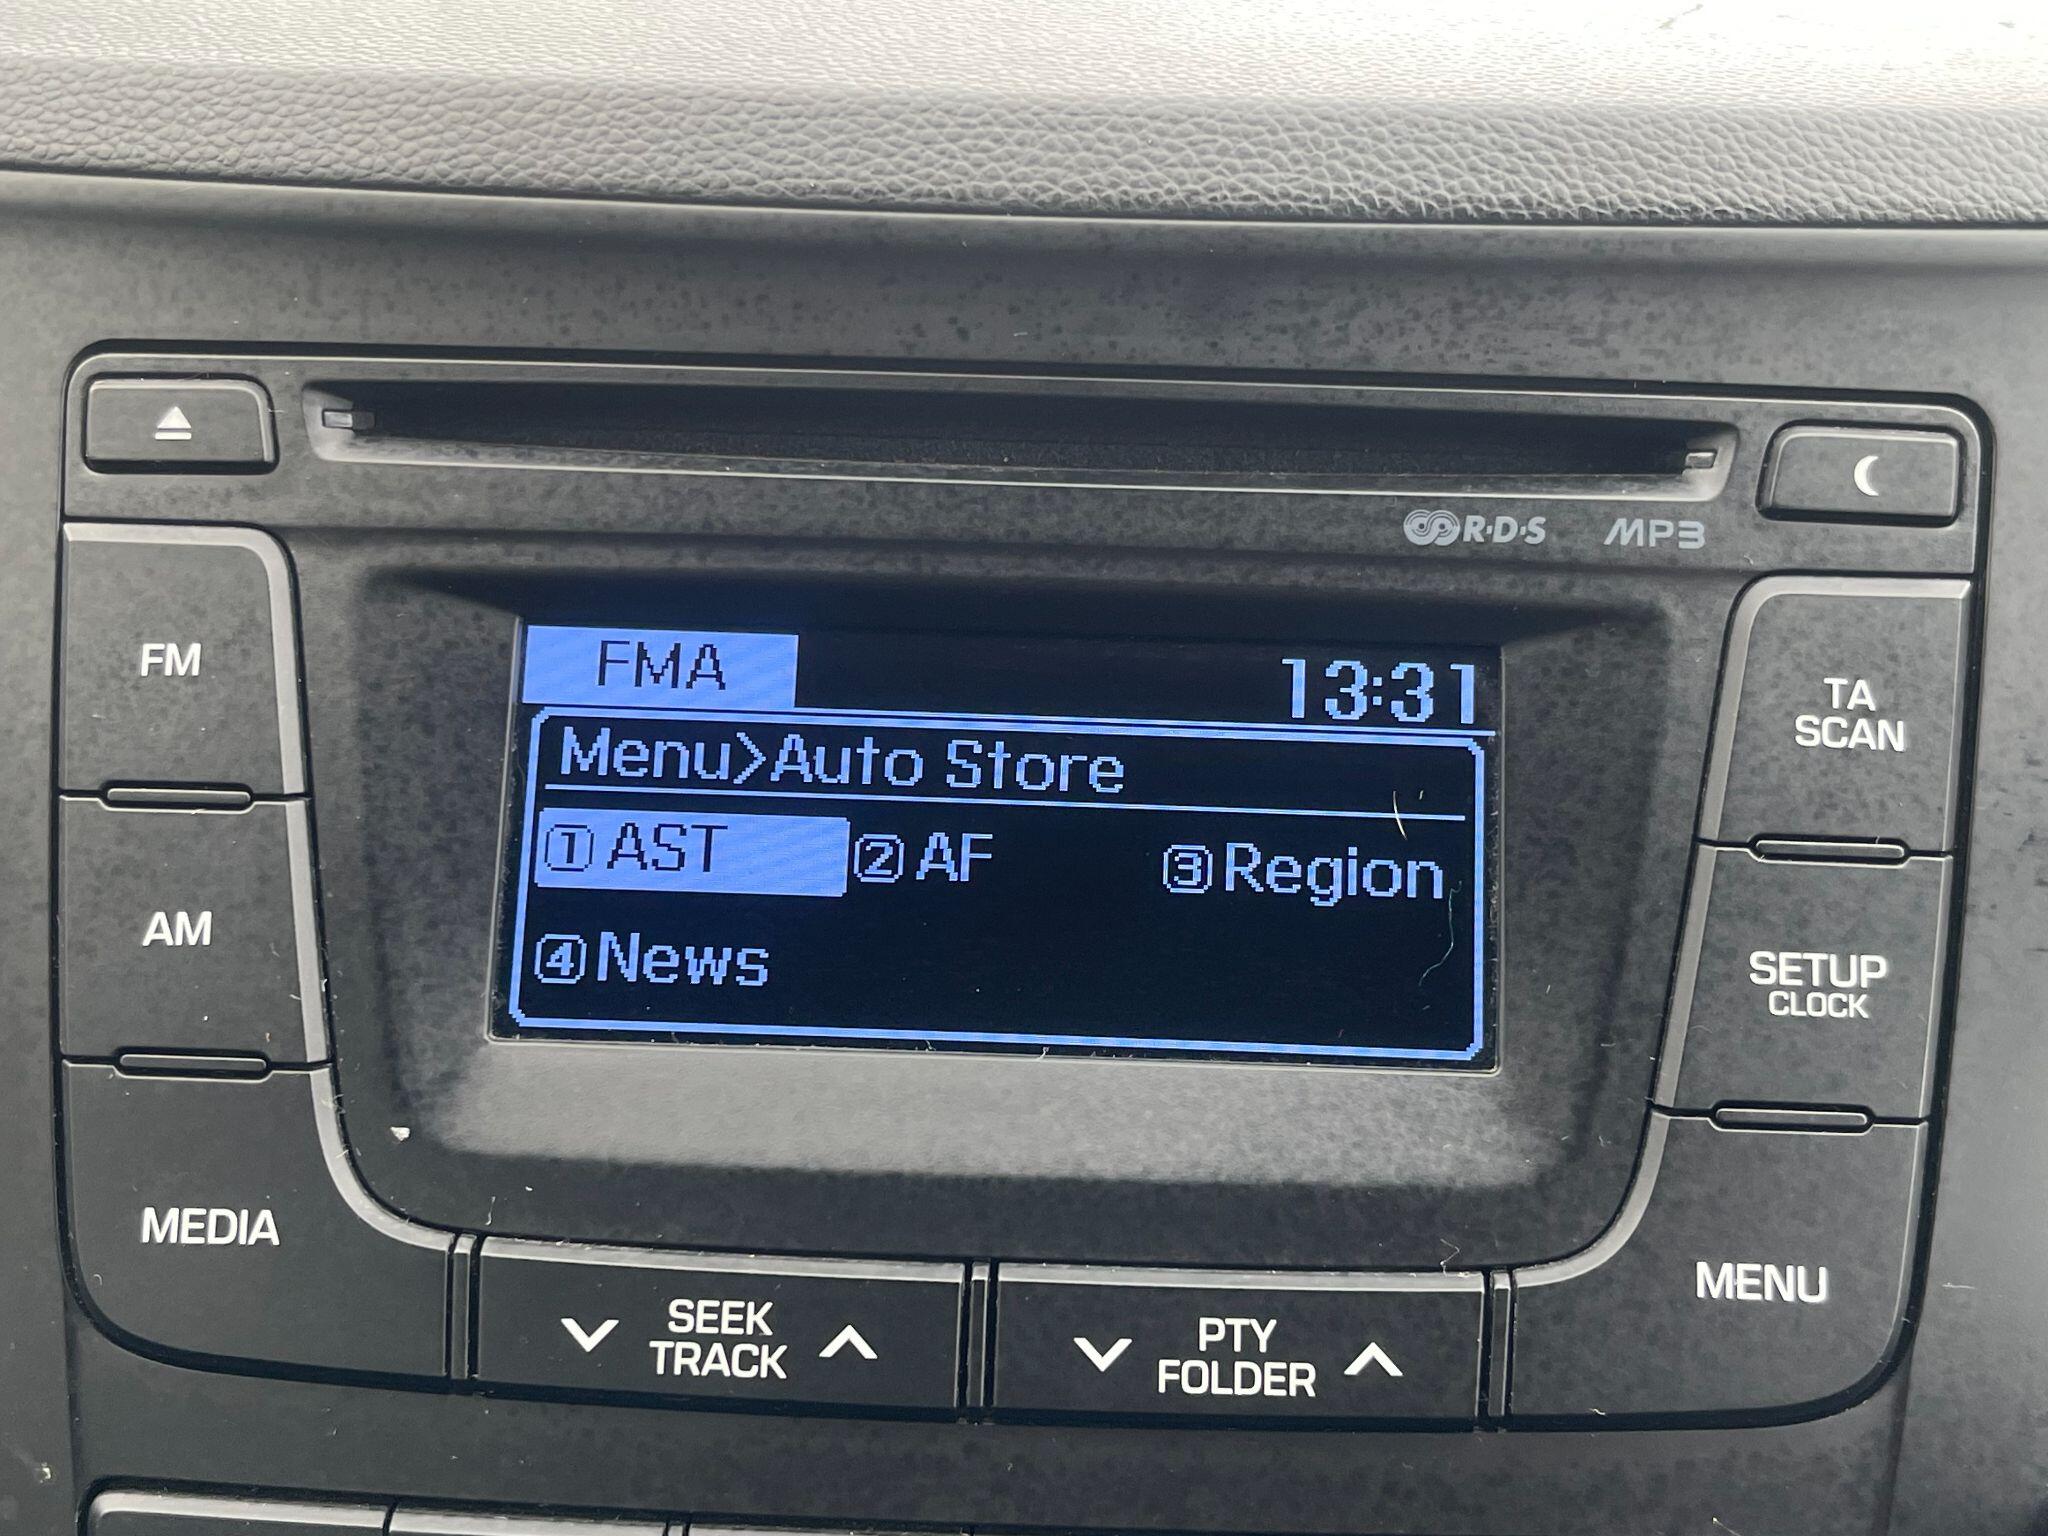 R·D·S MP3
FM
AM
MEDIA
FMA 13:31
Menu>Auto Store
①AST ②AF ③Region
④News
TA
SCAN
SETUP
CLOCK
MENU
SEEK
TRACK
PTY
FOLDER